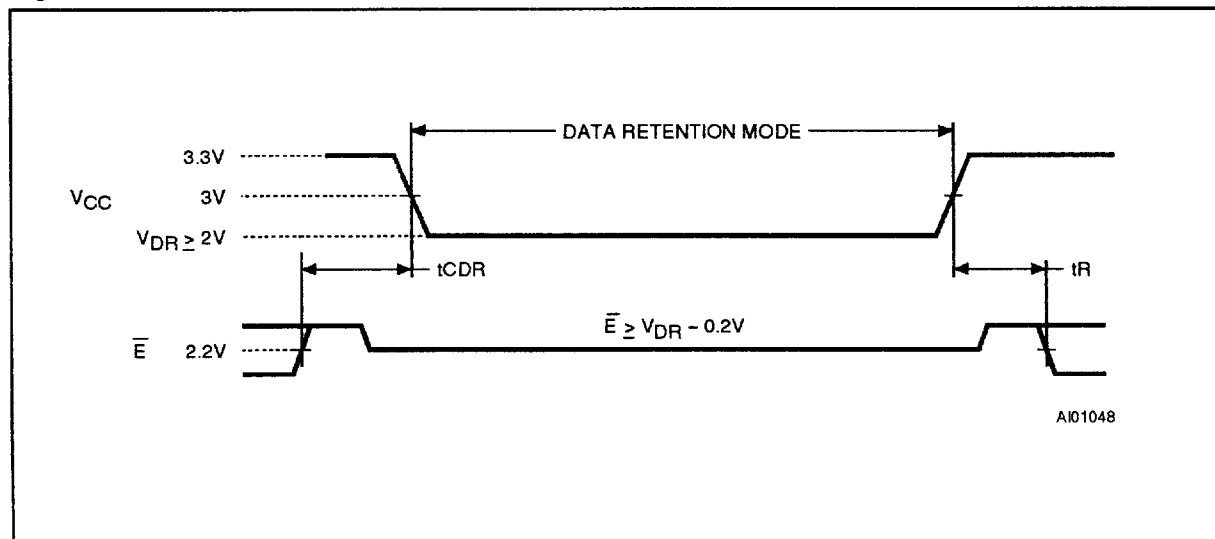 DATA RETENTION MODE
3.3V
VCC 3V
VDR ≥ 2V
tCDR
tR
E̅ ≥ VDR – 0.2V
E̅ 2.2V
AI01048